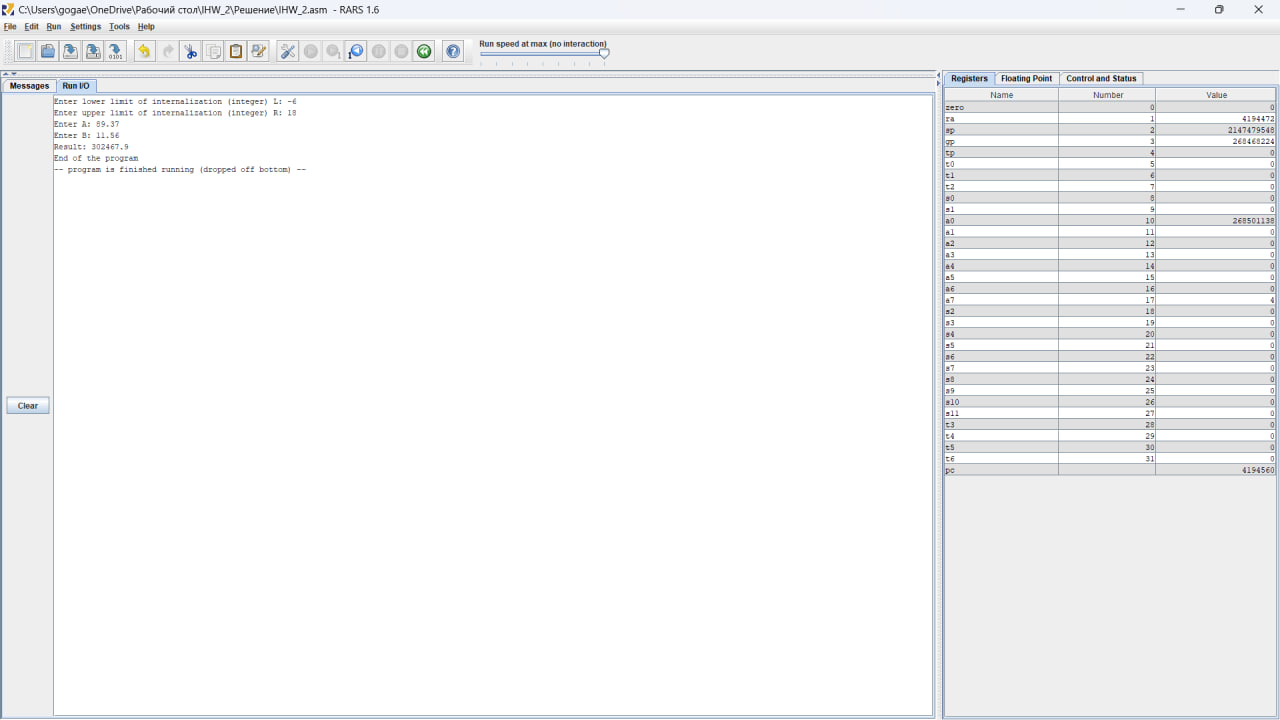 C:\Users\gogae\OneDrive\Рабочий стол\IHW_2\Решение\IHW_2.asm - RARS 1.6
File Edit Run Settings Tools Help
Run speed at max (no interaction)
Messages Run I/O
Enter lower limit of internalization (integer) L: -6
Enter upper limit of internalization (integer) R: 18
Enter A: 89.37
Enter B: 11.56
Result: 302467.9
End of the program
-- program is finished running (dropped off bottom) --
Clear
Registers Floating Point Control and Status
Name Number Value
zero 0 0
ra 1 4194472
sp 2 2147479548
gp 3 268468224
tp 4 0
t0 5 0
t1 6 0
t2 7 0
s0 8 0
s1 9 0
a0 10 268501138
a1 11 0
a2 12 0
a3 13 0
a4 14 0
a5 15 0
a6 16 0
a7 17 4
s2 18 0
s3 19 0
s4 20 0
s5 21 0
s6 22 0
s7 23 0
s8 24 0
s9 25 0
s10 26 0
s11 27 0
t3 28 0
t4 29 0
t5 30 0
t6 31 0
pc 4194560